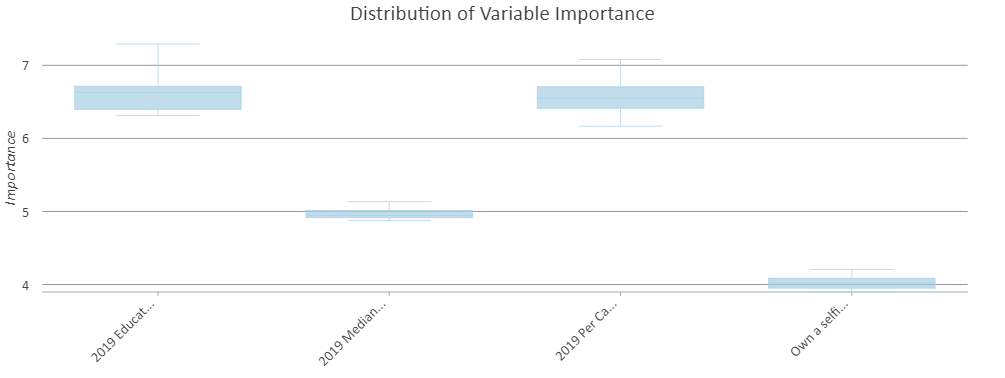 Distribution of Variable Importance
Importance
7
6
5
4
2019 Educat...
2019 Median...
2019 Per Ca...
Own a selfi...